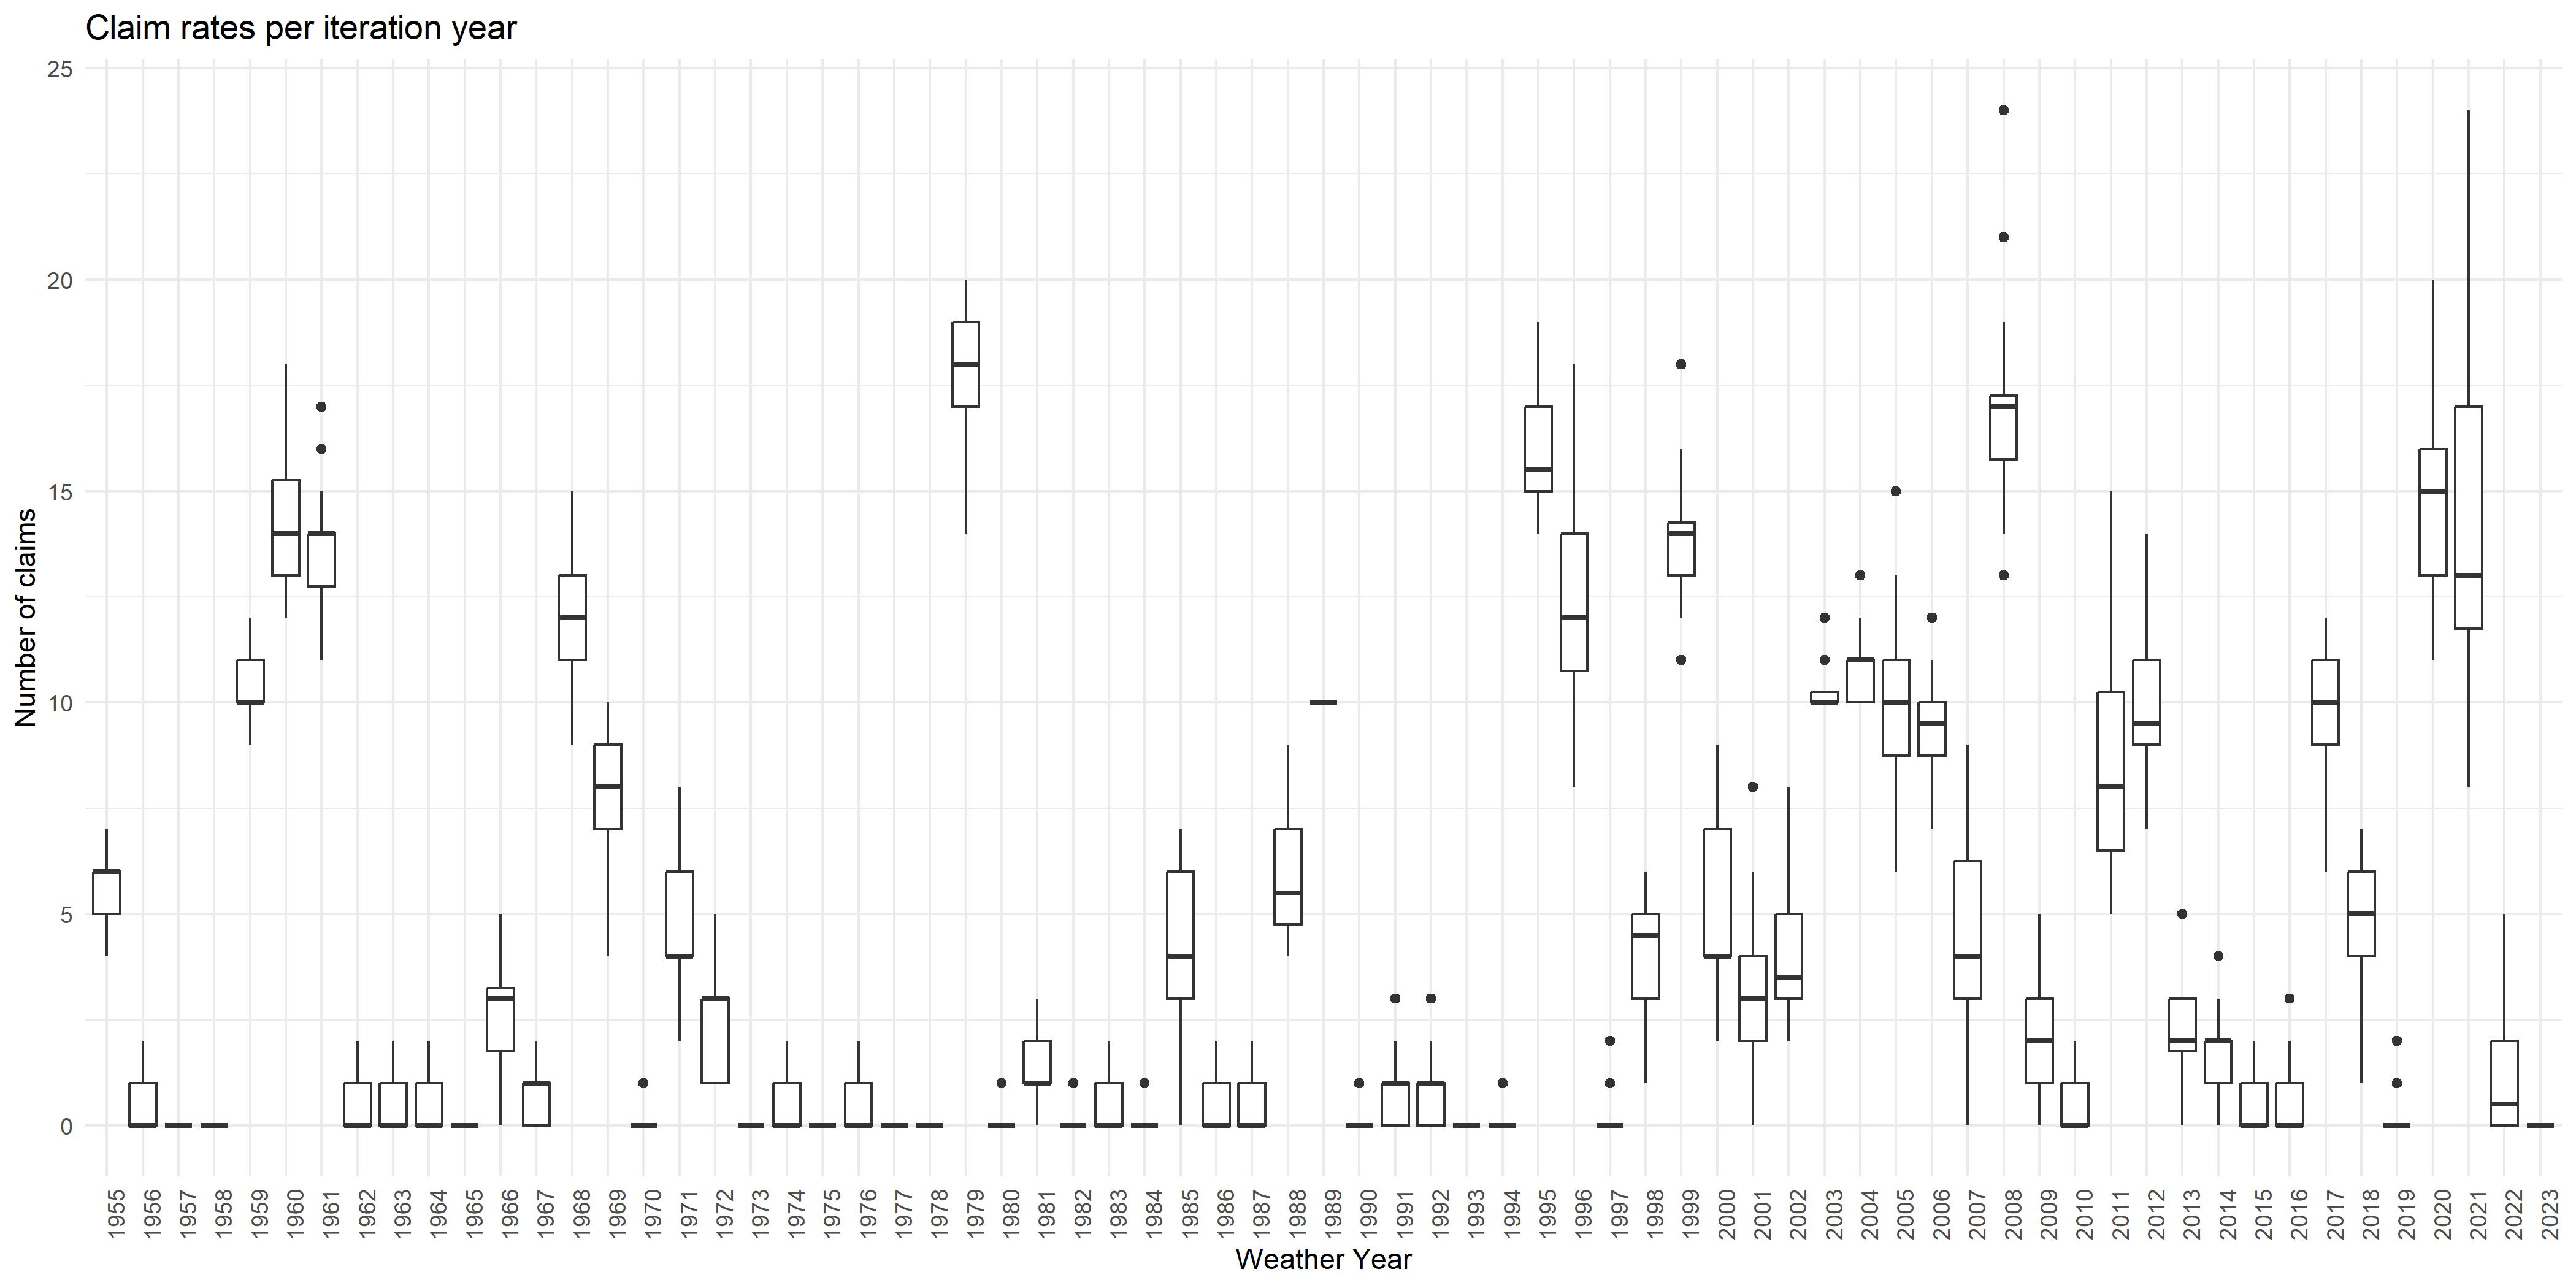 Claim rates per iteration year
25
20
15
10
5
0
Number of claims
1955 1956 1957 1958 1959 1960 1961 1962 1963 1964 1965 1966 1967 1968 1969 1970 1971 1972 1973 1974 1975 1976 1977 1978 1979 1980 1981 1982 1983 1984 1985 1986 1987 1988 1989 1990 1991 1992 1993 1994 1995 1996 1997 1998 1999 2000 2001 2002 2003 2004 2005 2006 2007 2008 2009 2010 2011 2012 2013 2014 2015 2016 2017 2018 2019 2020 2021 2022 2023
Weather Year